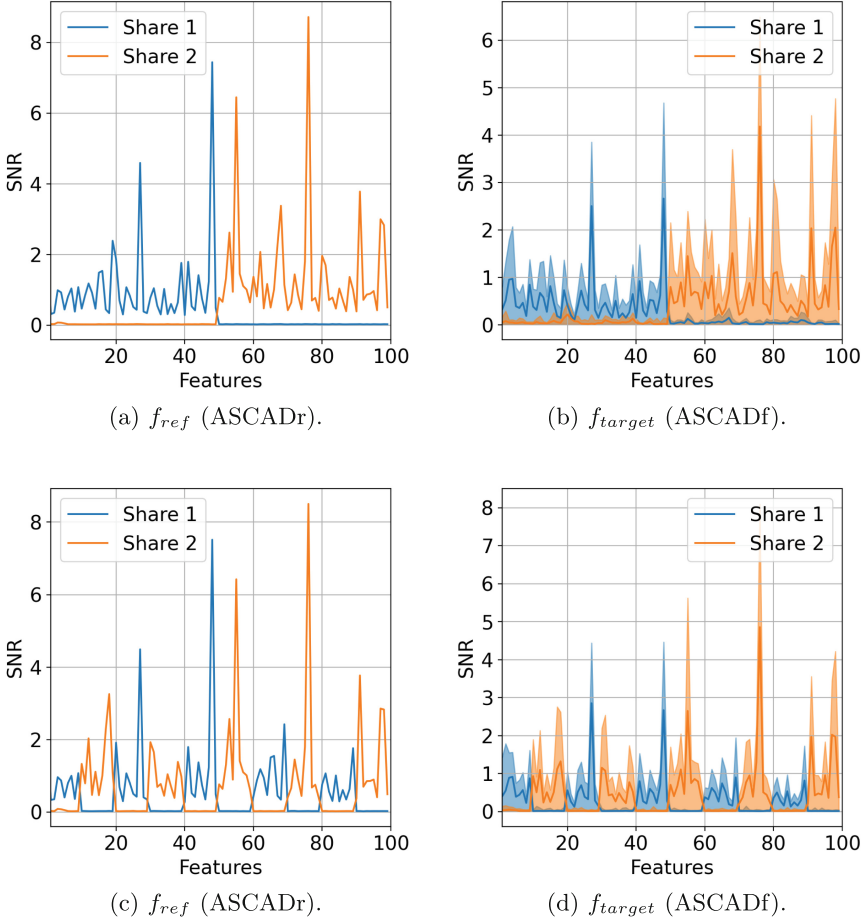 Share 1
Share 2
SNR
8
6
4
2
0
20 40 60 80 100
Features
(a) f_ref (ASCADr).
Share 1
Share 2
SNR
6
5
4
3
2
1
0
20 40 60 80 100
Features
(b) f_target (ASCADf).
Share 1
Share 2
SNR
8
6
4
2
0
20 40 60 80 100
Features
(c) f_ref (ASCADr).
Share 1
Share 2
SNR
8
7
6
5
4
3
2
1
0
20 40 60 80 100
Features
(d) f_target (ASCADf).